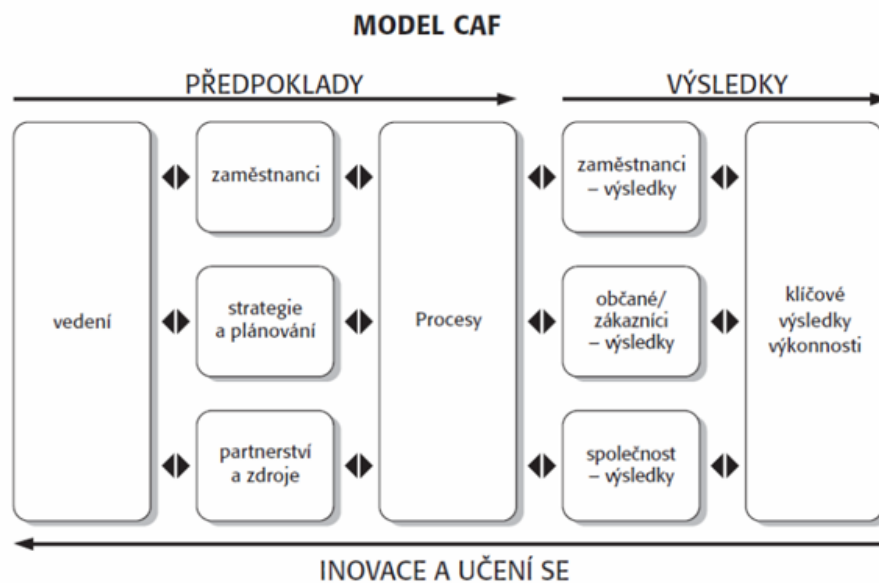 MODEL CAF
PŘEDPOKLADY
VÝSLEDKY
vedení
zaměstnanci
strategie
a plánování
partnerství
a zdroje
Procesy
zaměstnanci
– výsledky
občané/
zákazníci
– výsledky
společnost
– výsledky
klíčové
výsledky
výkonnosti
INOVACE A UČENÍ SE